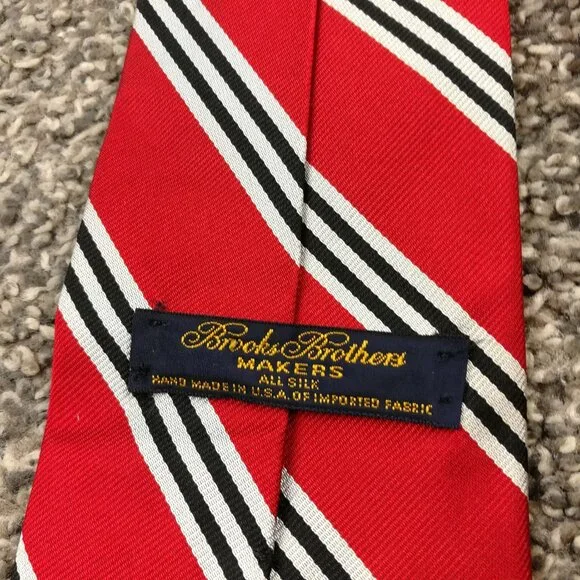 Brooks Brothers
MAKERS
ALL SILK
HAND MADE IN U.S.A. OF IMPORTED FABRIC